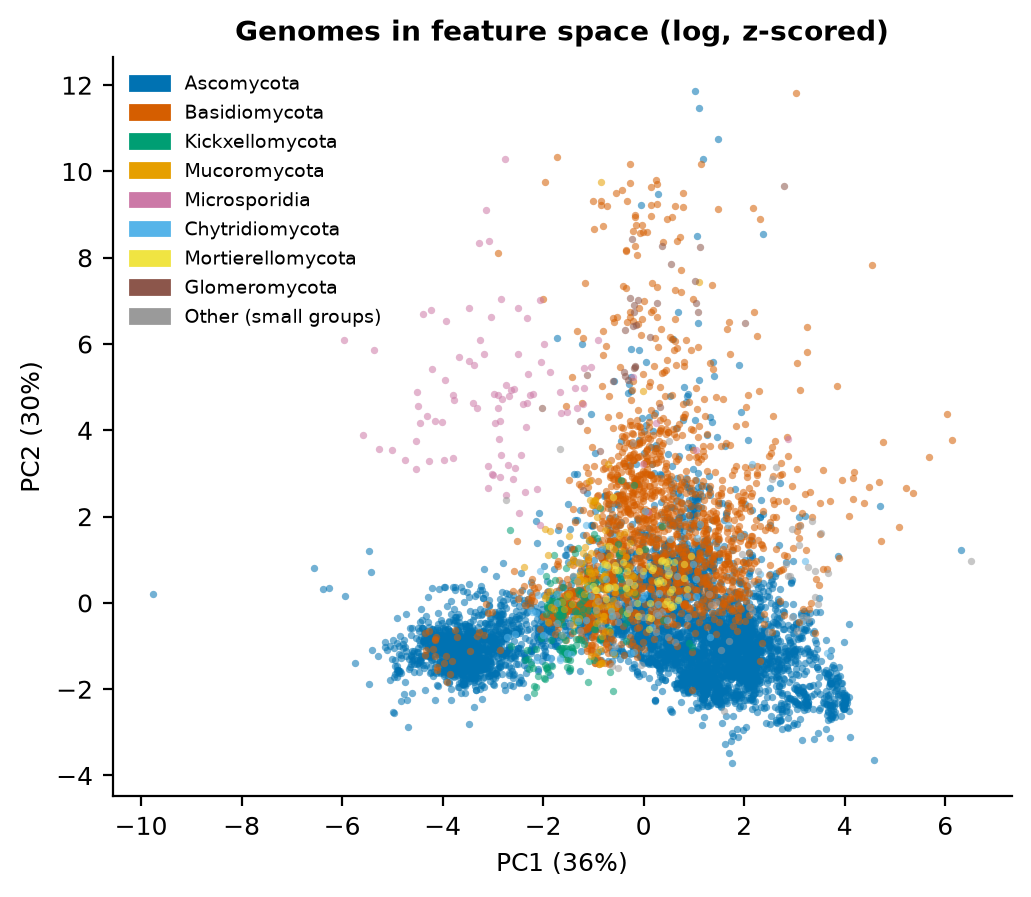 Genomes in feature space (log, z-scored)
Ascomycota
Basidiomycota
Kickxellomycota
Mucoromycota
Microsporidia
Chytridiomycota
Mortierellomycota
Glomeromycota
Other (small groups)
12
10
8
6
4
2
0
−2
−4
PC2 (30%)
−10 −8 −6 −4 −2 0 2 4 6
PC1 (36%)